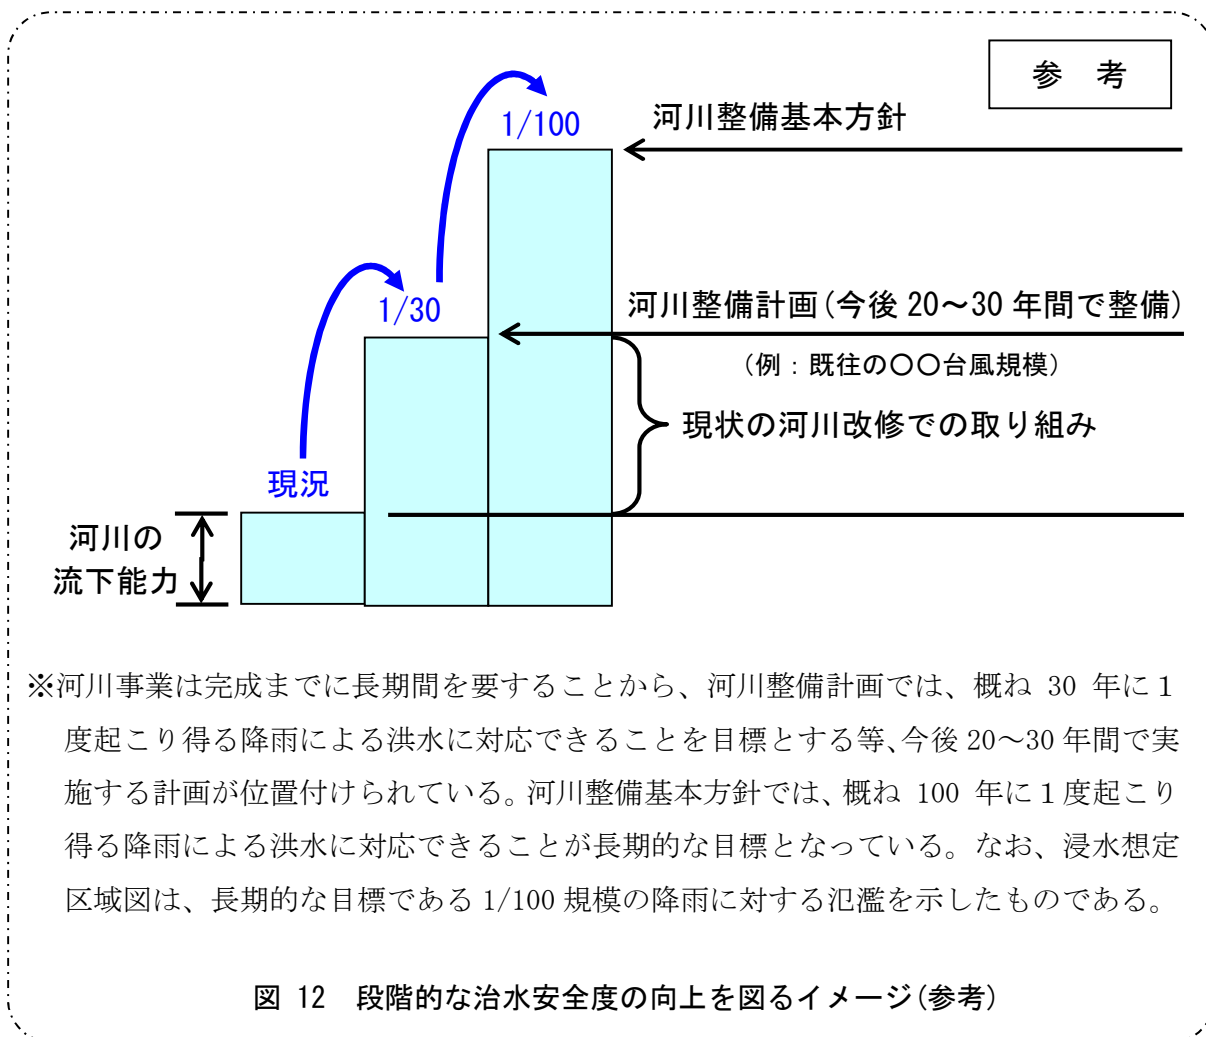 参 考
1/100
河川整備基本方針
1/30
河川整備計画(今後 20～30 年間で整備)
(例：既往の〇〇台風規模)
現状の河川改修での取り組み
現況
河川の
流下能力
※河川事業は完成までに長期間を要することから、河川整備計画では、概ね 30 年に１
度起こり得る降雨による洪水に対応できることを目標とする等、今後 20～30 年間で実
施する計画が位置付けられている。河川整備基本方針では、概ね 100 年に１度起こり
得る降雨による洪水に対応できることが長期的な目標となっている。なお、浸水想定
区域図は、長期的な目標である 1/100 規模の降雨に対する氾濫を示したものである。
図 12 段階的な治水安全度の向上を図るイメージ(参考)